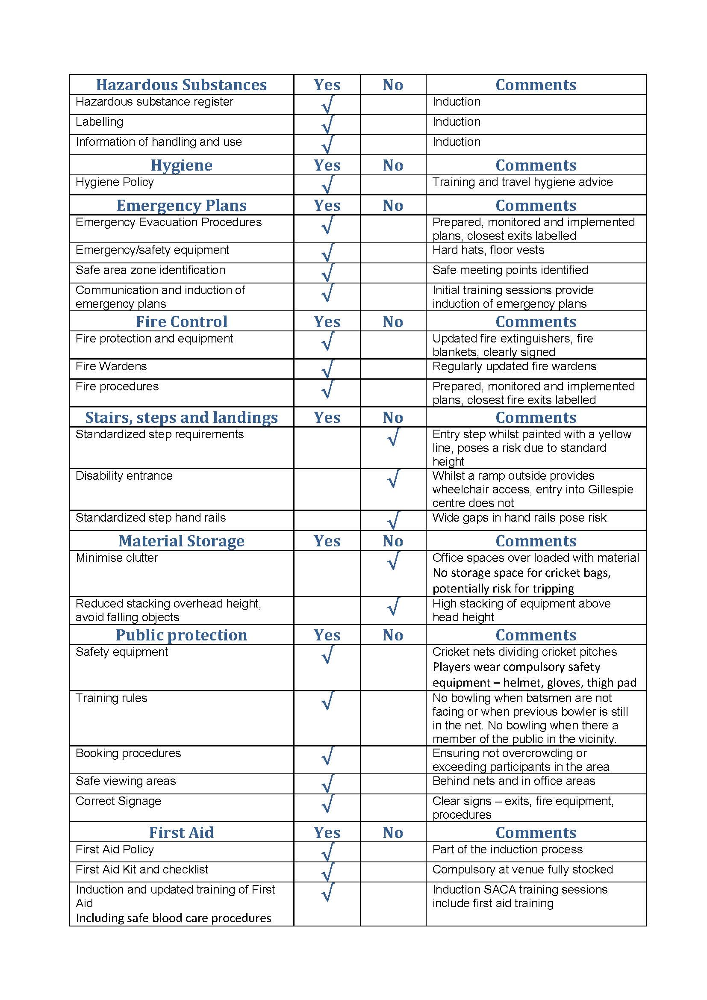 Hazardous Substances Yes No Comments
Hazardous substance register √ Induction
Labelling √ Induction
Information of handling and use √ Induction
Hygiene Yes No Comments
Hygiene Policy √ Training and travel hygiene advice
Emergency Plans Yes No Comments
Emergency Evacuation Procedures √ Prepared, monitored and implemented
plans, closest exits labelled
Emergency/safety equipment √ Hard hats, floor vests
Safe area zone identification √ Safe meeting points identified
Communication and induction of
emergency plans √ Initial training sessions provide
induction of emergency plans
Fire Control Yes No Comments
Fire protection and equipment √ Updated fire extinguishers, fire
blankets, clearly signed
Fire Wardens √ Regularly updated fire wardens
Fire procedures √ Prepared, monitored and implemented
plans, closest fire exits labelled
Stairs, steps and landings Yes No Comments
Standardized step requirements √ Entry step whilst painted with a yellow
line, poses a risk due to standard
height
Disability entrance √ Whilst a ramp outside provides
wheelchair access, entry into Gillespie
centre does not
Standardized step hand rails √ Wide gaps in hand rails pose risk
Material Storage Yes No Comments
Minimise clutter √ Office spaces over loaded with material
No storage space for cricket bags,
potentially risk for tripping
Reduced stacking overhead height,
avoid falling objects √ High stacking of equipment above
head height
Public protection Yes No Comments
Safety equipment √ Cricket nets dividing cricket pitches
Players wear compulsory safety
equipment – helmet, gloves, thigh pad
Training rules √ No bowling when batsmen are not
facing or when previous bowler is still
in the net. No bowling when there a
member of the public in the vicinity.
Booking procedures √ Ensuring not overcrowding or
exceeding participants in the area
Safe viewing areas √ Behind nets and in office areas
Correct Signage √ Clear signs – exits, fire equipment,
procedures
First Aid Yes No Comments
First Aid Policy √ Part of the induction process
First Aid Kit and checklist √ Compulsory at venue fully stocked
Induction and updated training of First
Aid
Including safe blood care procedures √ Induction SACA training sessions
include first aid training